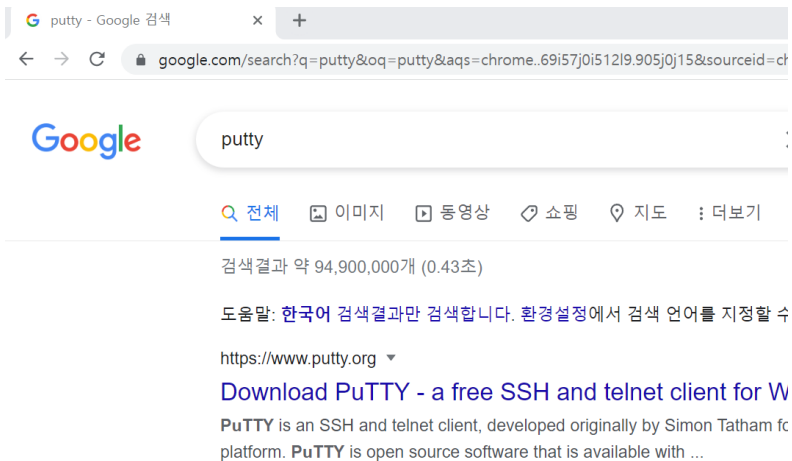 putty - Google 검색
google.com/search?q=putty&oq=putty&aqs=chrome..69i57j0i512l9.905j0j15&sourceid=ch
Google
putty
전체 이미지 동영상 쇼핑 지도 더보기
검색결과 약 94,900,000개 (0.43초)
도움말: 한국어 검색결과만 검색합니다. 환경설정에서 검색 언어를 지정할 수
https://www.putty.org
Download PuTTY - a free SSH and telnet client for W
PuTTY is an SSH and telnet client, developed originally by Simon Tatham fo
platform. PuTTY is open source software that is available with ...